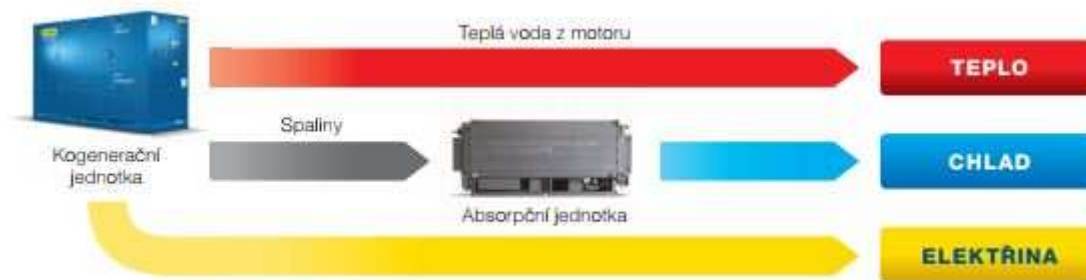 Teplá voda z motoru
TEPLO
Spaliny
Kogenerační
jednotka
CHLAD
Absorpční jednotka
ELEKTŘINA